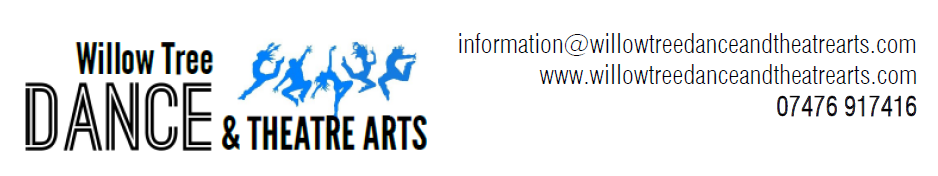 Willow Tree
DANCE
& THEATRE ARTS
information@willowtreedanceandtheatrearts.com
www.willowtreedanceandtheatrearts.com
07476 917416